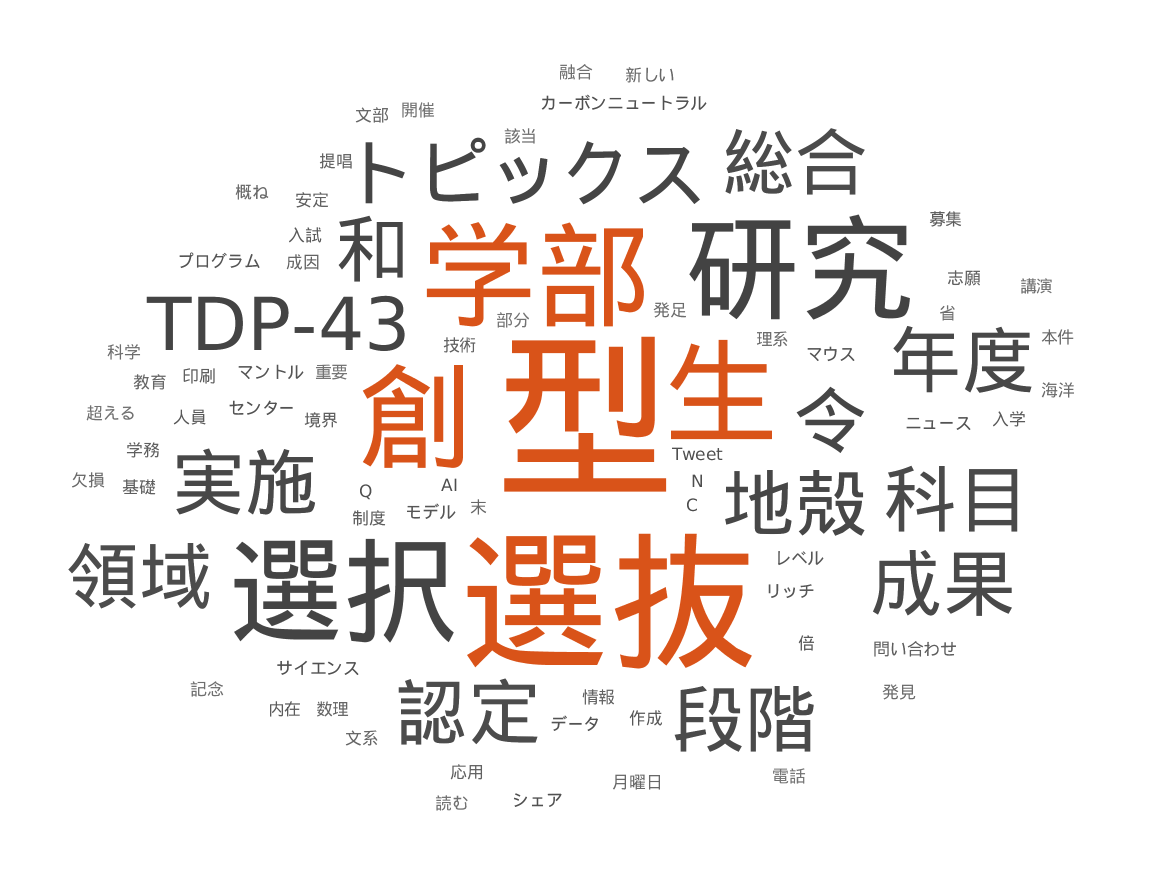 融合
新しい
カーボンニュートラル
文部
開催
該当
提唱
トピックス
総合
概ね
安定
入試
和
学部
研究
募集
プログラム
成因
志願
講演
TDP-43
部分
発足
省
科学
技術
理系
マウス
年度
本件
教育
印刷
マントル
重要
創
型
生
令
海洋
超える
人員
センター
境界
ニュース
入学
学務
Tweet
欠損
基礎
実施
Q
AI
N
地殻
科目
制度
モデル
末
C
領域
選択
選抜
レベル
リッチ
成果
倍
問い合わせ
サイエンス
記念
内在
数理
認定
情報
段階
発見
文系
データ
作成
応用
月曜日
電話
読む
シェア